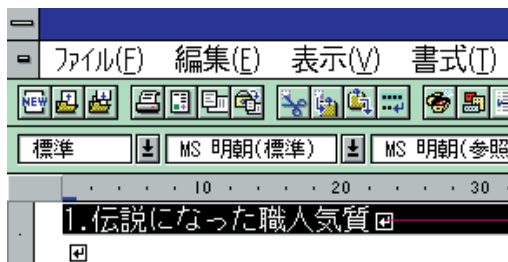 ファイル(F) 編集(E) 表示(V) 書式(T)
NEW
標準 MS 明朝(標準) MS 明朝(参照
10 20 30
1.伝説になった職人気質